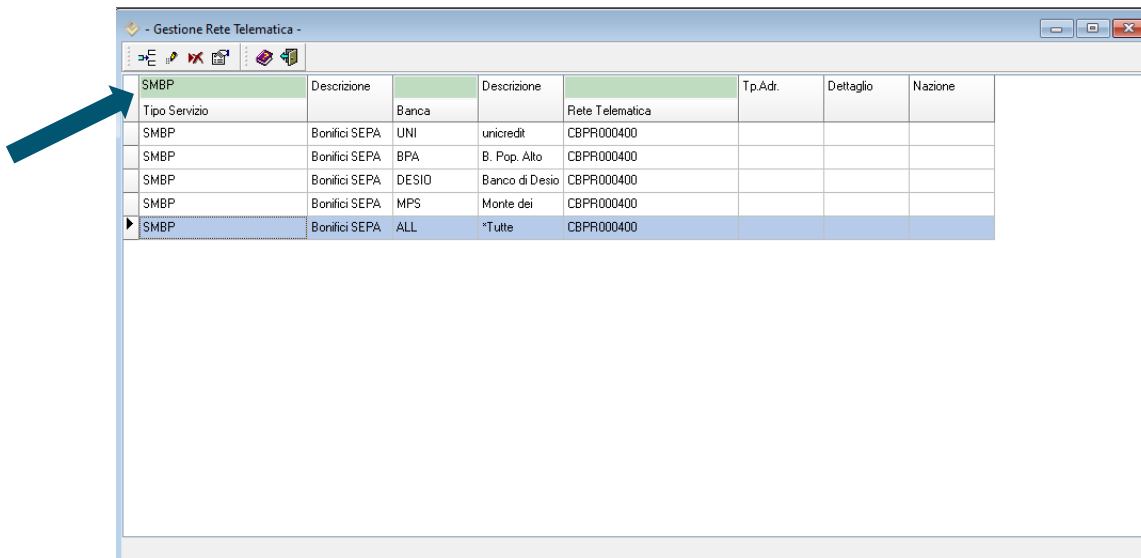 - Gestione Rete Telematica -
SMBP Descrizione Descrizione Tp.Adr. Dettaglio Nazione
Tipo Servizio Banca Rete Telematica
SMBP Bonifici SEPA UNI unicredit CBPR000400
SMBP Bonifici SEPA BPA B. Pop. Alto CBPR000400
SMBP Bonifici SEPA DESIO Banco di Desio CBPR000400
SMBP Bonifici SEPA MPS Monte dei CBPR000400
SMBP Bonifici SEPA ALL *Tutte CBPR000400